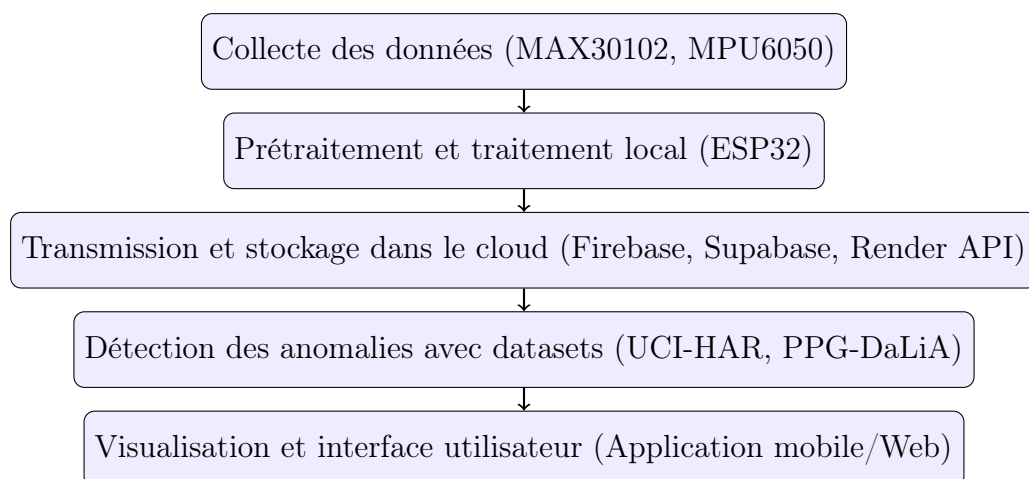 Collecte des données (MAX30102, MPU6050)
Prétraitement et traitement local (ESP32)
Transmission et stockage dans le cloud (Firebase, Supabase, Render API)
Détection des anomalies avec datasets (UCI-HAR, PPG-DaLiA)
Visualisation et interface utilisateur (Application mobile/Web)